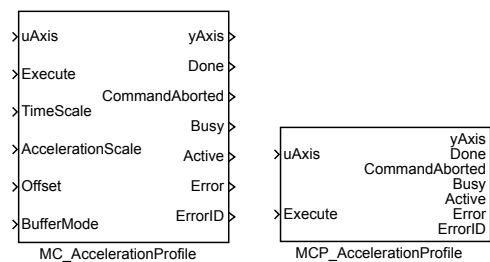 uAxis
Execute
TimeScale
AccelerationScale
Offset
BufferMode
yAxis
Done
CommandAborted
Busy
Active
Error
ErrorID
MC_AccelerationProfile
uAxis
Execute
yAxis
Done
CommandAborted
Busy
Active
Error
ErrorID
MCP_AccelerationProfile